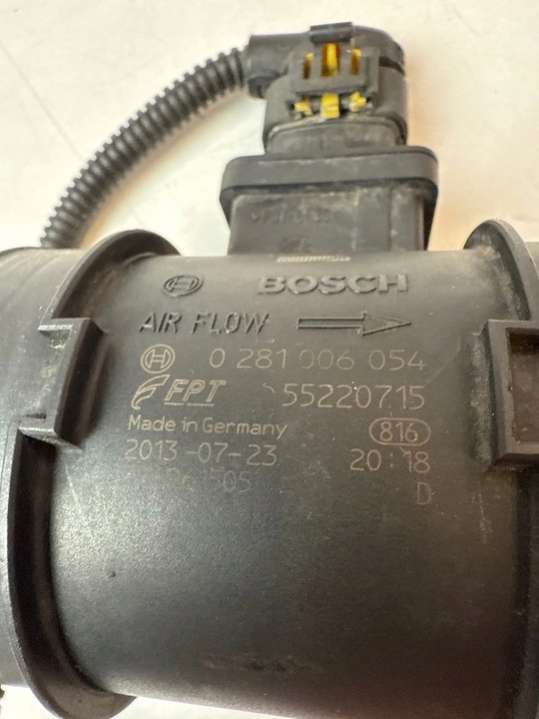 BOSCH
AIR FLOW
0 281 006 054
FPT 55220715
Made in Germany 816
2013-07-23 20:18
D